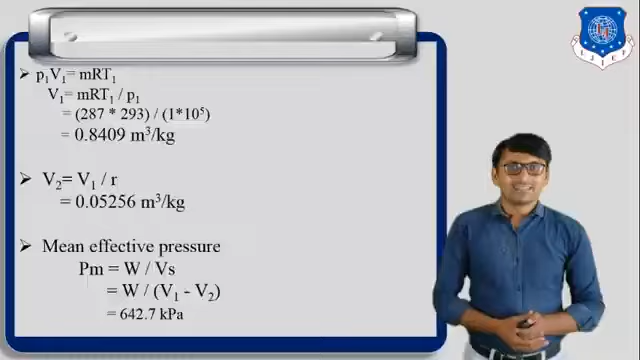 ➢ p₁V₁= mRT₁
V₁= mRT₁ / p₁
= (287 * 293) / (1*10⁵)
= 0.8409 m³/kg
➢ V₂= V₁ / r
= 0.05256 m³/kg
➢ Mean effective pressure
Pm = W / Vs
= W / (V₁ - V₂)
= 642.7 kPa